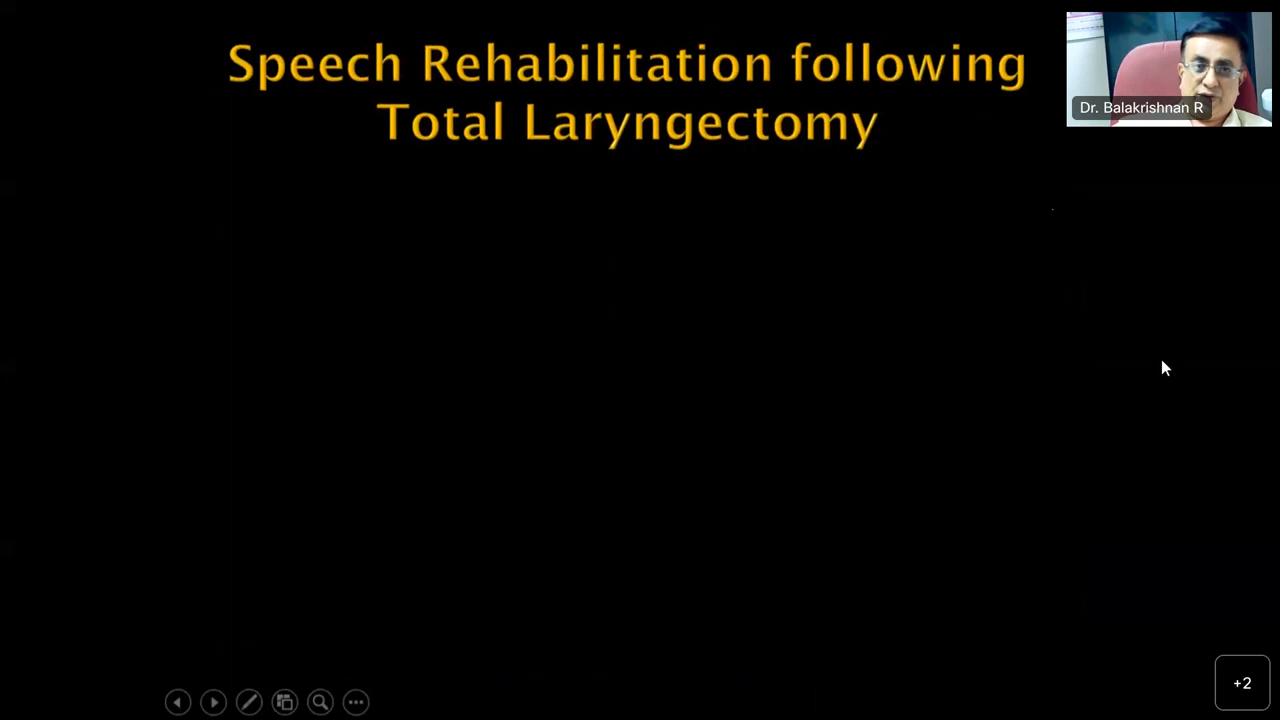 Speech Rehabilitation following
Total Laryngectomy
Dr. Balakrishnan R
+2